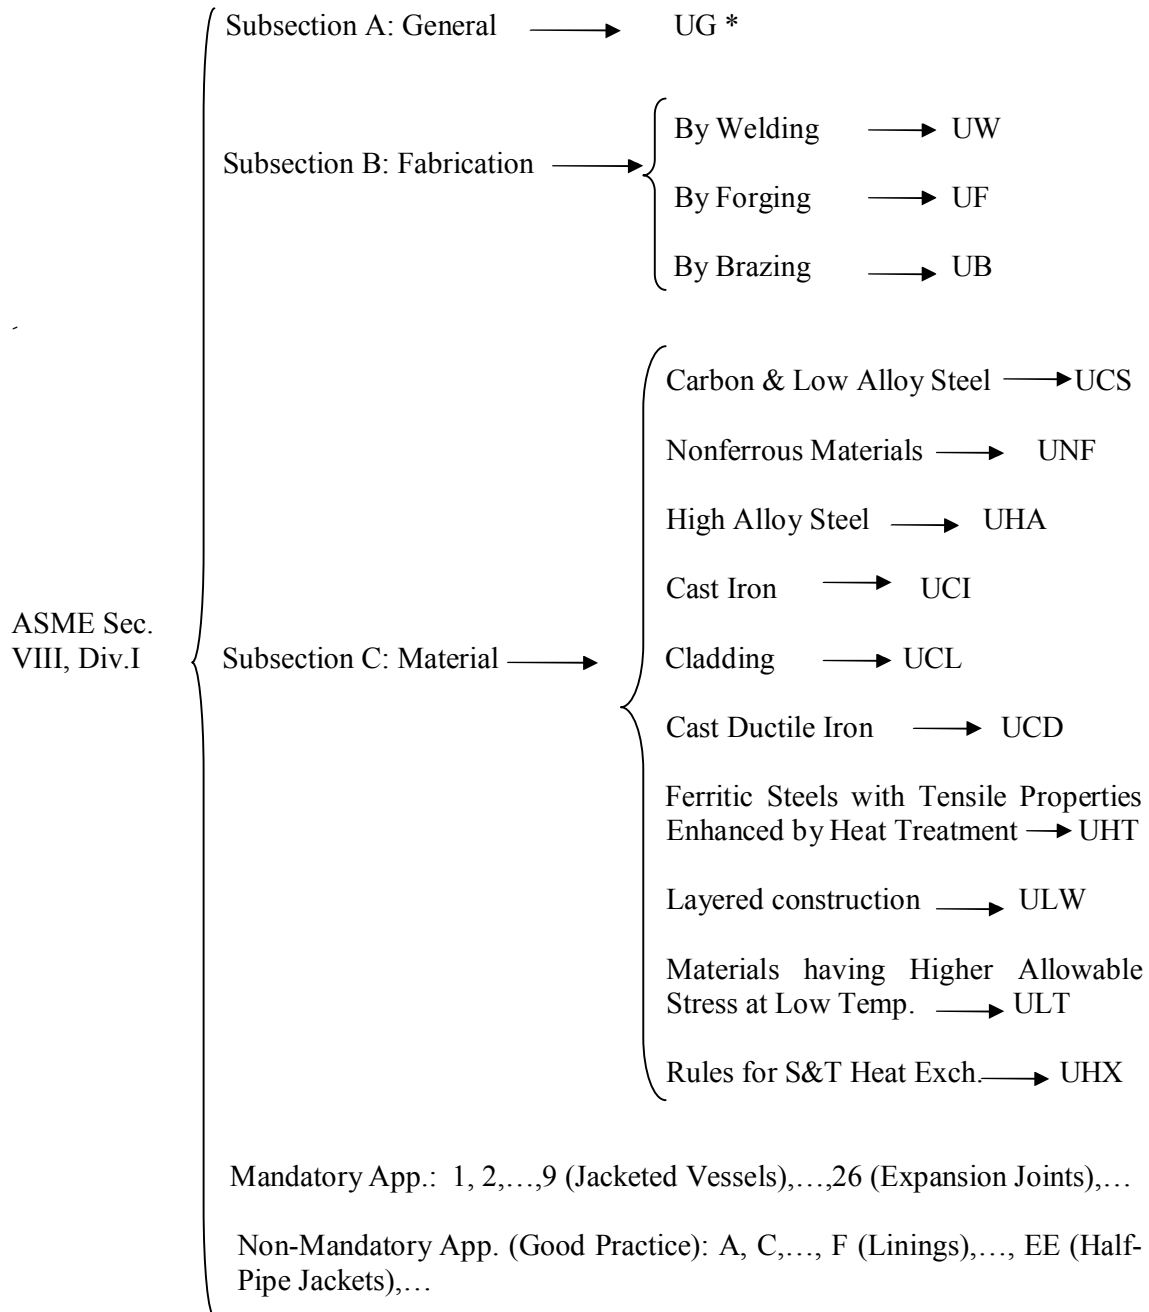 Subsection A: General UG *
By Welding UW
Subsection B: Fabrication
By Forging UF
By Brazing UB
Carbon & Low Alloy Steel UCS
Nonferrous Materials UNF
High Alloy Steel UHA
Cast Iron UCI
ASME Sec.
VIII, Div.I
Subsection C: Material
Cladding UCL
Cast Ductile Iron UCD
Ferritic Steels with Tensile Properties
Enhanced by Heat Treatment UHT
Layered construction ULW
Materials having Higher Allowable
Stress at Low Temp. ULT
Rules for S&T Heat Exch. UHX
Mandatory App.: 1, 2,…,9 (Jacketed Vessels),…,26 (Expansion Joints),…
Non-Mandatory App. (Good Practice): A, C,…, F (Linings),…, EE (Half-
Pipe Jackets),…